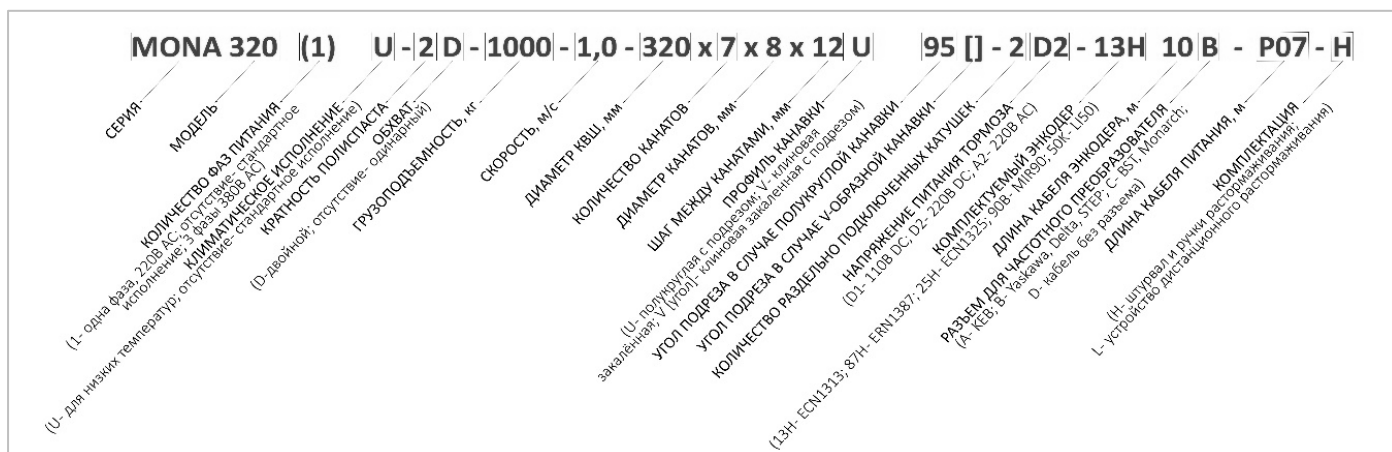 MONA 320 (1) U - 2 D - 1000 - 1,0 - 320 x 7 x 8 x 12 U 95 [] - 2 D2 - 13H 10 B - P07 - H
СЕРИЯ
МОДЕЛЬ
КОЛИЧЕСТВО ФАЗ ПИТАНИЯ
(1- одна фаза, 220В AC; отсутствие- стандартное
исполнение; 3 фазы 380В AC)
КЛИМАТИЧЕСКОЕ ИСПОЛНЕНИЕ
(U- для низких температур; отсутствие- стандартное исполнение)
КРАТНОСТЬ ПОЛИСПАСТА
ОБХВАТ
(D-двойной; отсутствие- одинарный)
ГРУЗОПОДЪЕМНОСТЬ, кг
СКОРОСТЬ, м/с
ДИАМЕТР КВШ, мм
КОЛИЧЕСТВО КАНАТОВ
ДИАМЕТР КАНАТОВ, мм
ШАГ МЕЖДУ КАНАТАМИ, мм
ПРОФИЛЬ КАНАВКИ
(U- полукруглая с подрезом; V- клиновая
закалённая; V [угол]- клиновая закаленная с подрезом)
УГОЛ ПОДРЕЗА В СЛУЧАЕ ПОЛУКРУГЛОЙ КАНАВКИ
УГОЛ ПОДРЕЗА В СЛУЧАЕ V-ОБРАЗНОЙ КАНАВКИ
КОЛИЧЕСТВО РАЗДЕЛЬНО ПОДКЛЮЧЕННЫХ КАТУШЕК
НАПРЯЖЕНИЕ ПИТАНИЯ ТОРМОЗА
(D1- 110В DC; D2- 220В DC; A2- 220В AC)
КОМПЛЕКТУЕМЫЙ ЭНКОДЕР
(13H- ECN1313; 87H- ERN1387; 25H- ECN1325; 90B- MIR90; 50K- LI50)
ДЛИНА КАБЕЛЯ ЭНКОДЕРА, м
РАЗЪЕМ ДЛЯ ЧАСТОТНОГО ПРЕОБРАЗОВАТЕЛЯ
(A- KEB; B- Yaskawa, Delta, STEP; C- BST, Monarch;
D- кабель без разъема)
ДЛИНА КАБЕЛЯ ПИТАНИЯ, м
КОМПЛЕКТАЦИЯ
(H- штурвал и ручки растормаживания;
L- устройство дистанционного растормаживания)